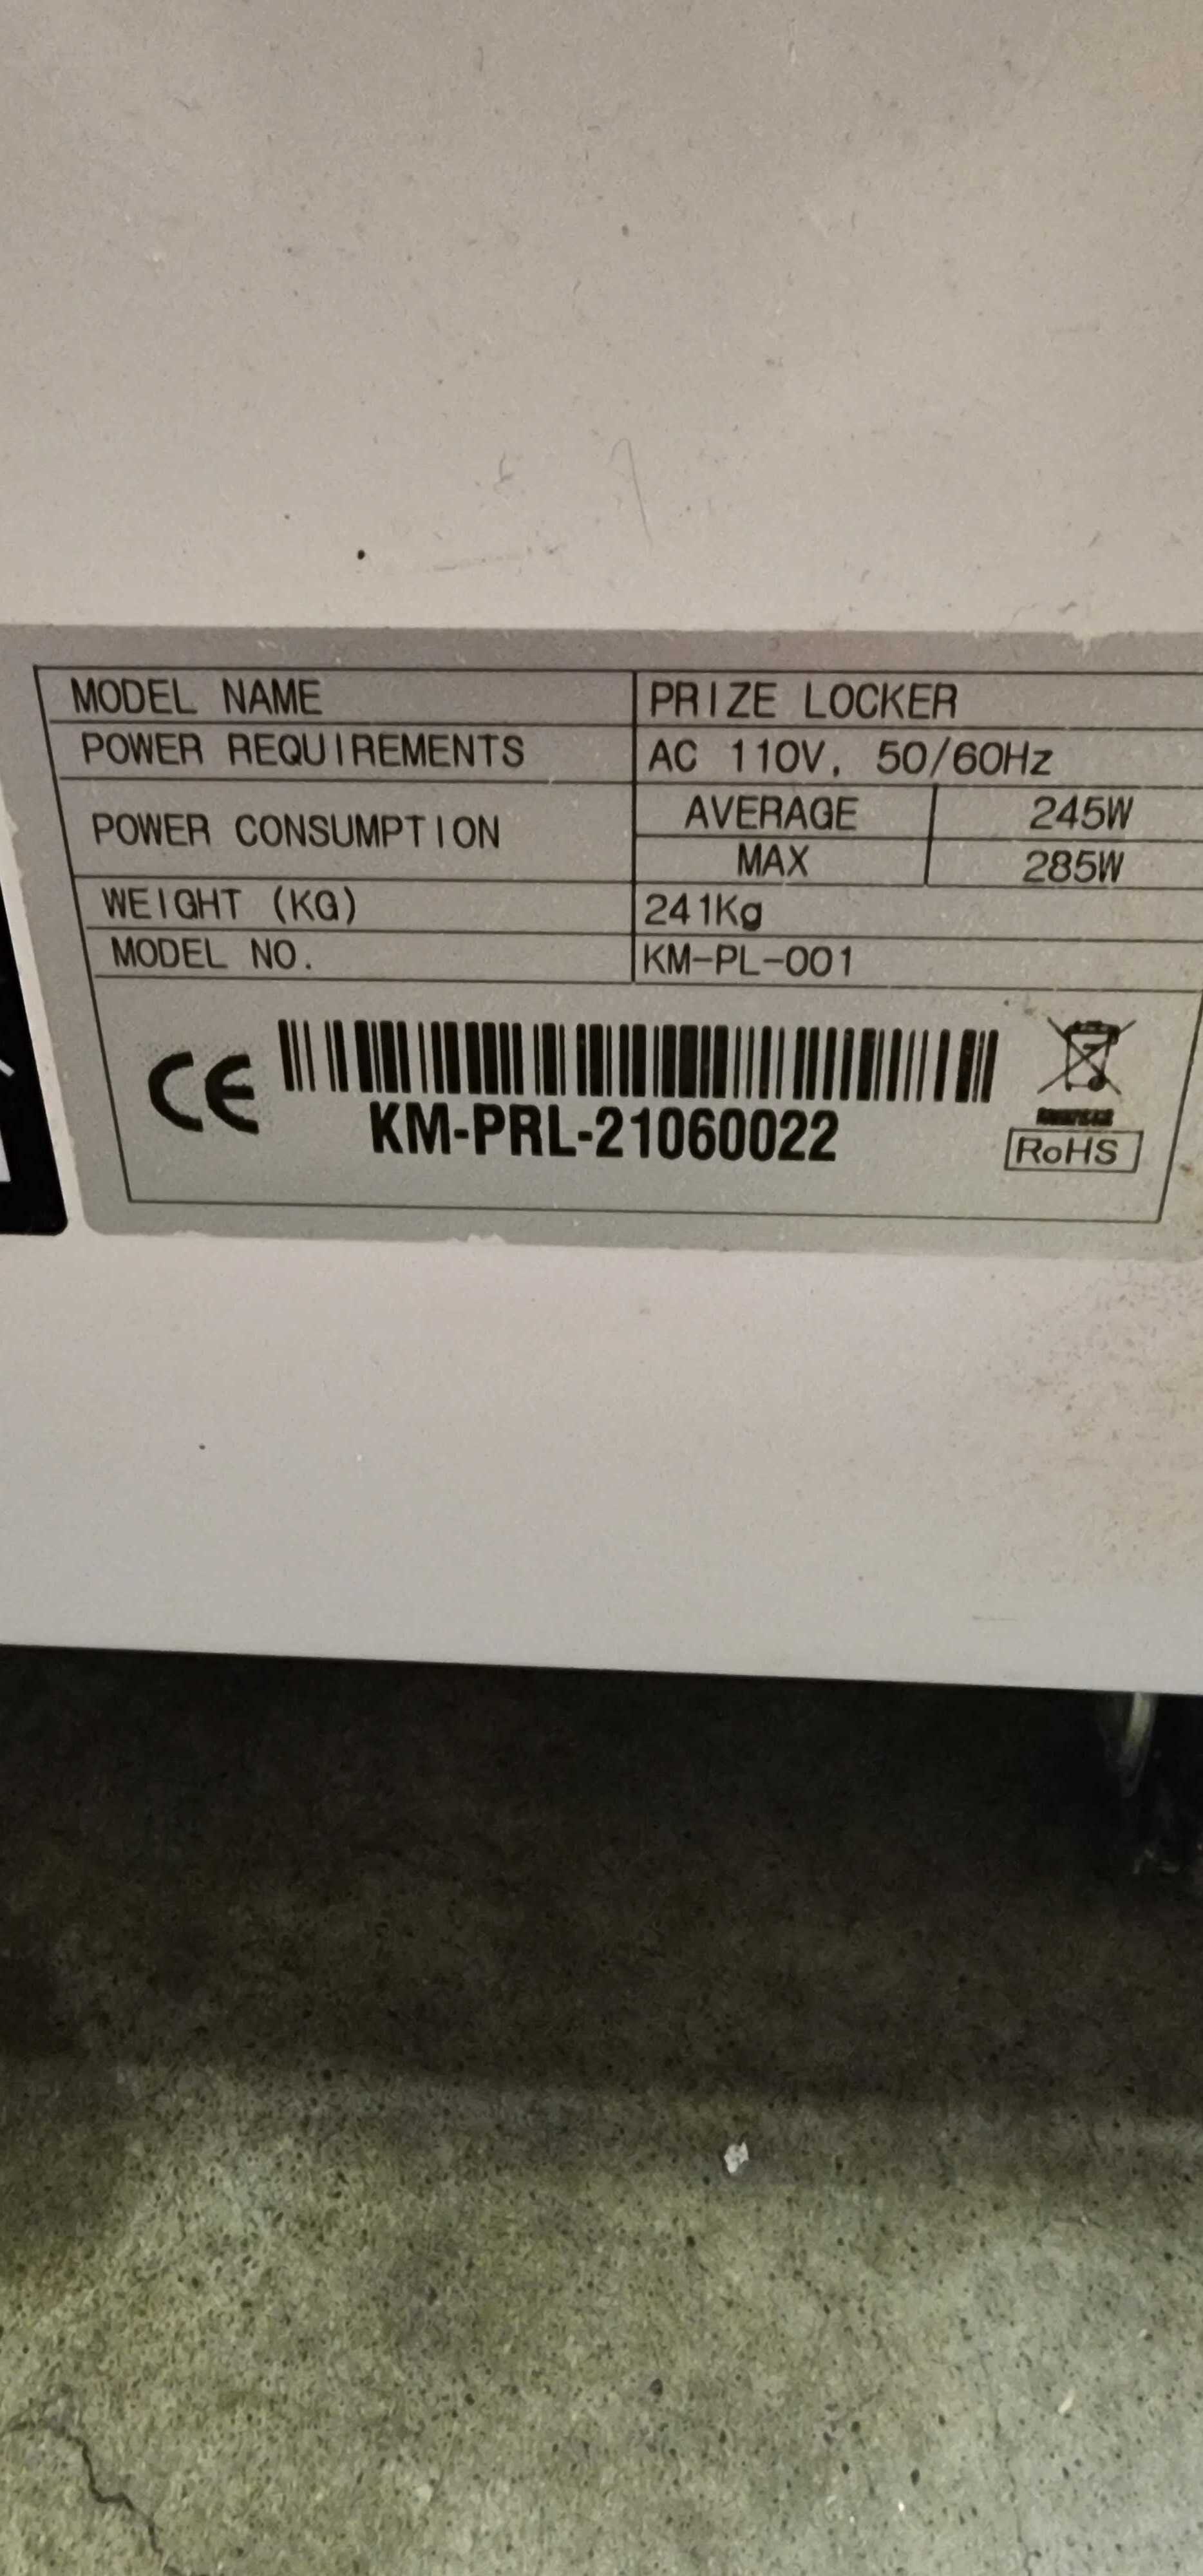 MODEL NAME PRIZE LOCKER
POWER REQUIREMENTS AC 110V, 50/60Hz
POWER CONSUMPTION AVERAGE 245W
MAX 285W
WEIGHT (KG) 241Kg
MODEL NO. KM-PL-001
CE
KM-PRL-21060022
RoHS